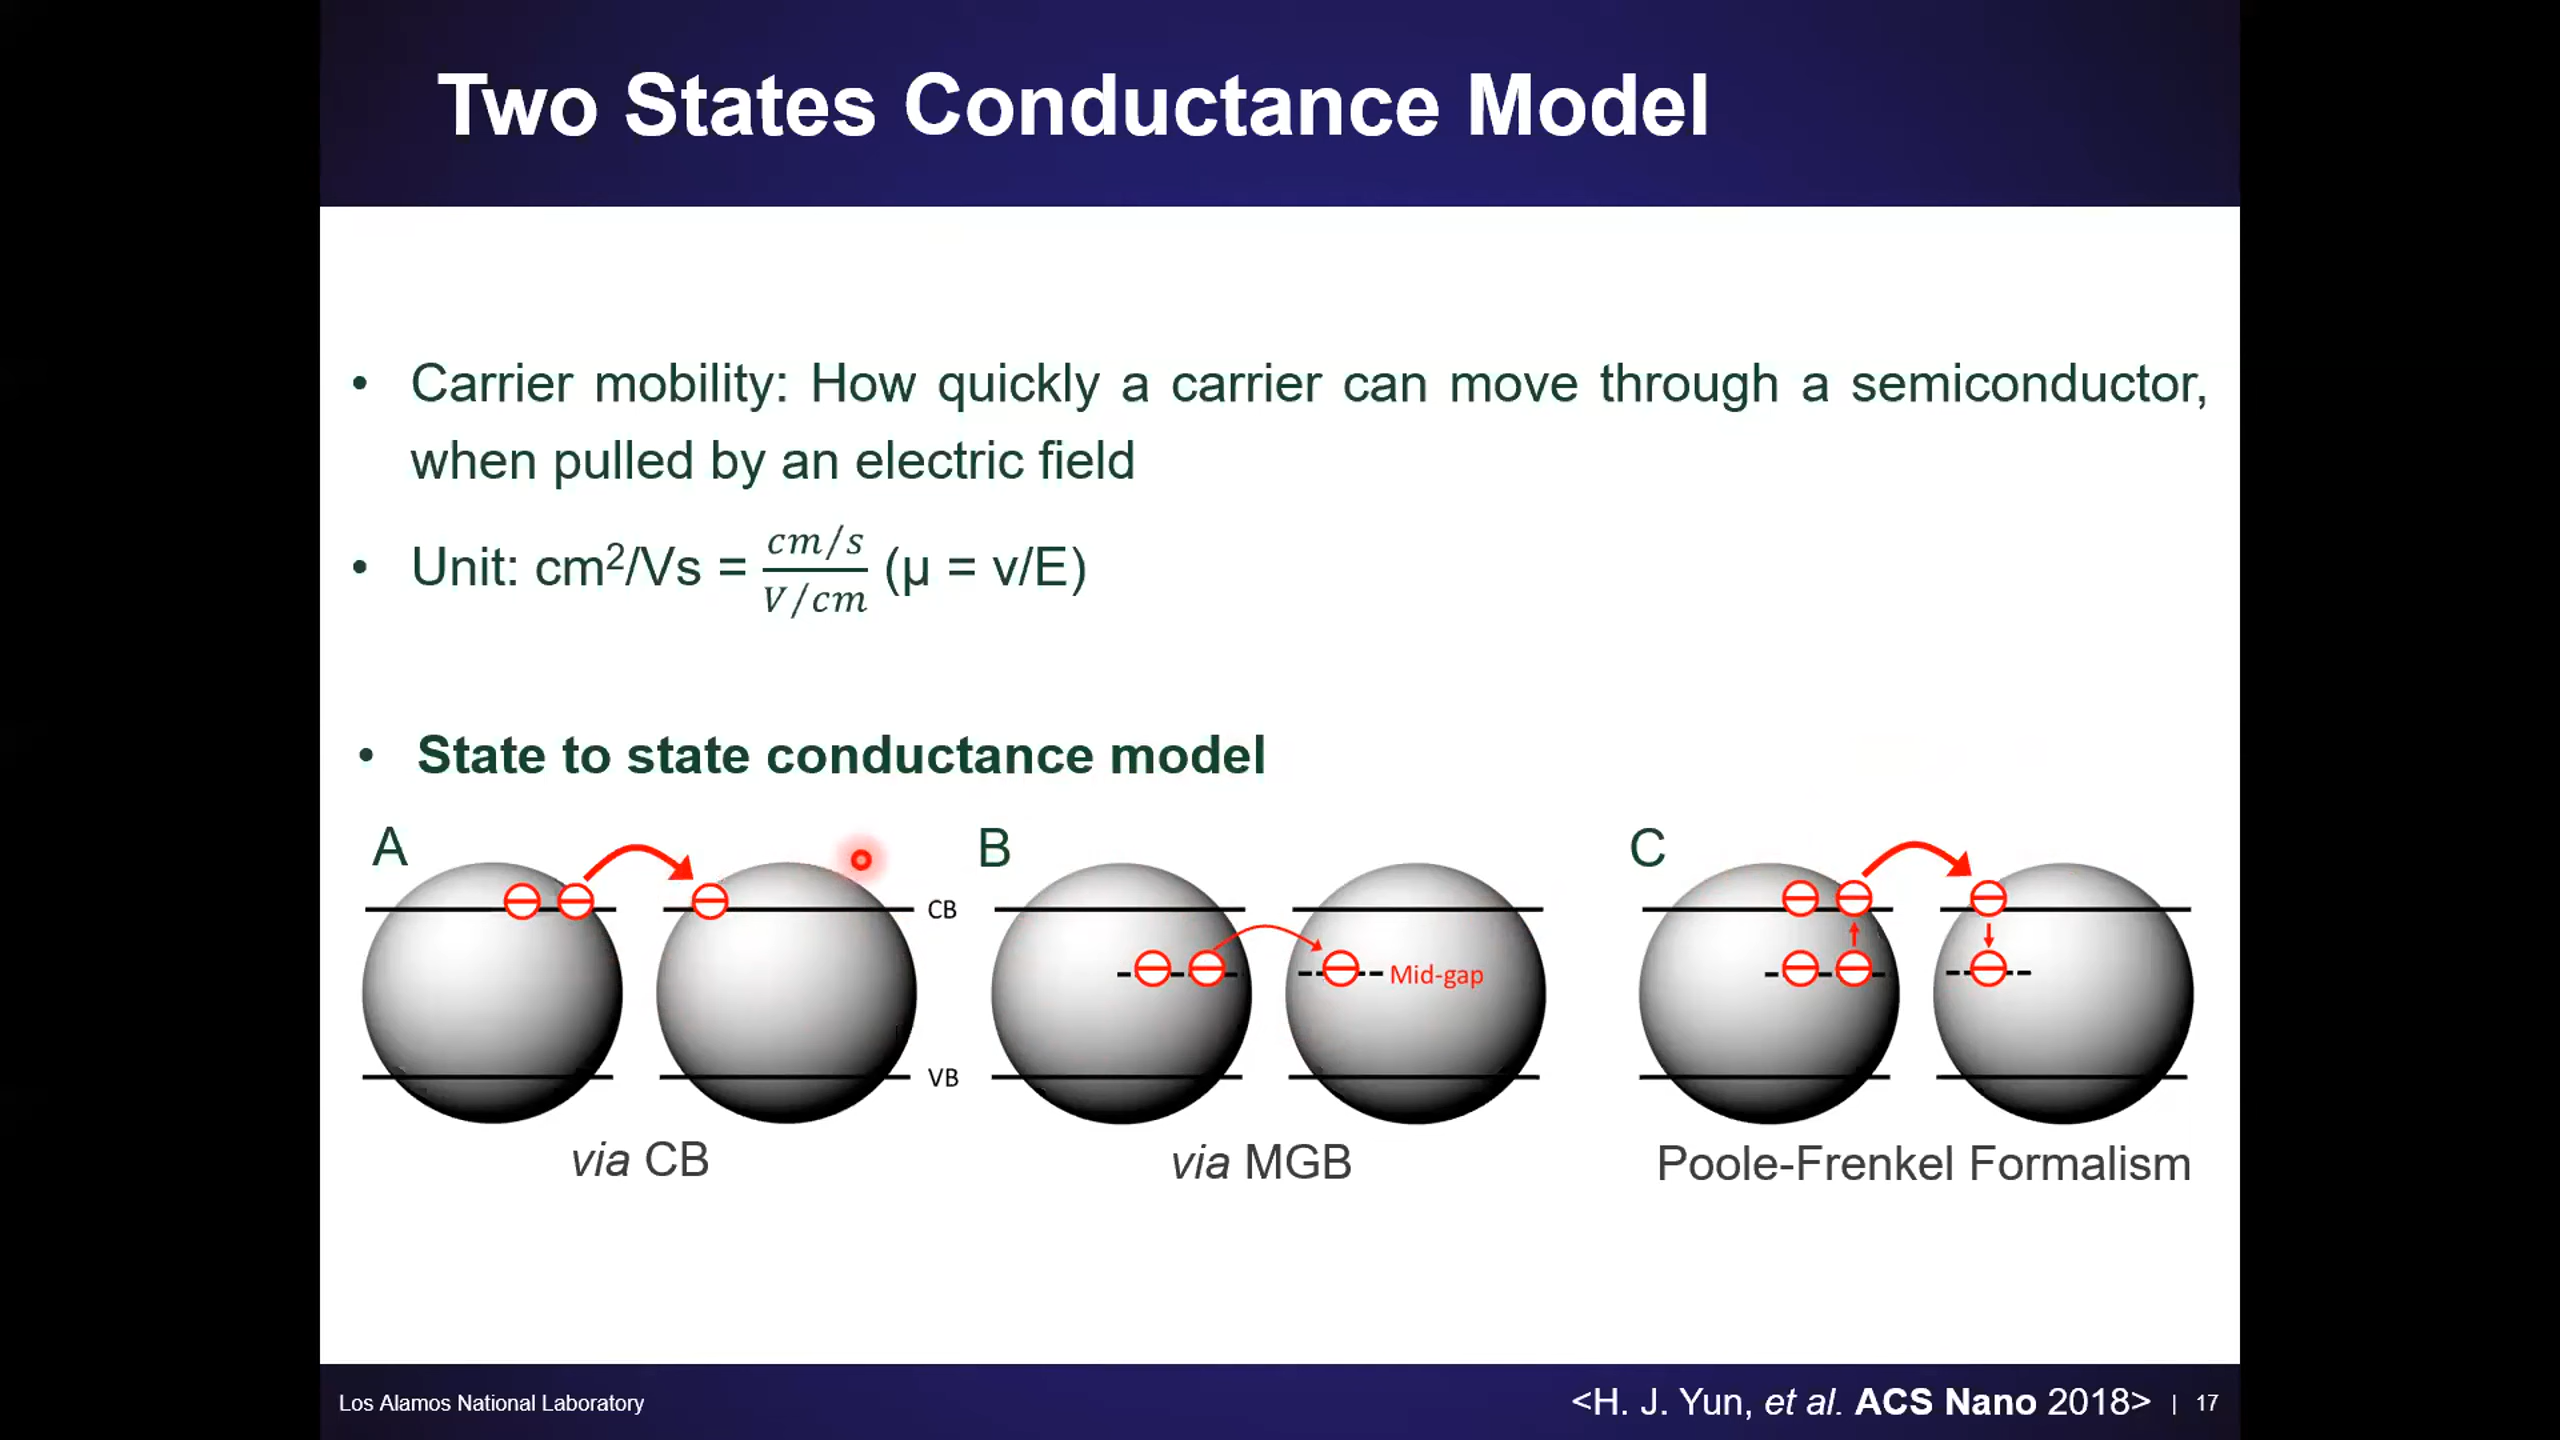 Two States Conductance Model
• Carrier mobility: How quickly a carrier can move through a semiconductor,
when pulled by an electric field
• Unit: cm²/Vs = cm/s / V/cm (µ = v/E)
• State to state conductance model
A
B
C
CB
Mid-gap
VB
via CB
via MGB
Poole-Frenkel Formalism
Los Alamos National Laboratory
<H. J. Yun, et al. ACS Nano 2018> | 17